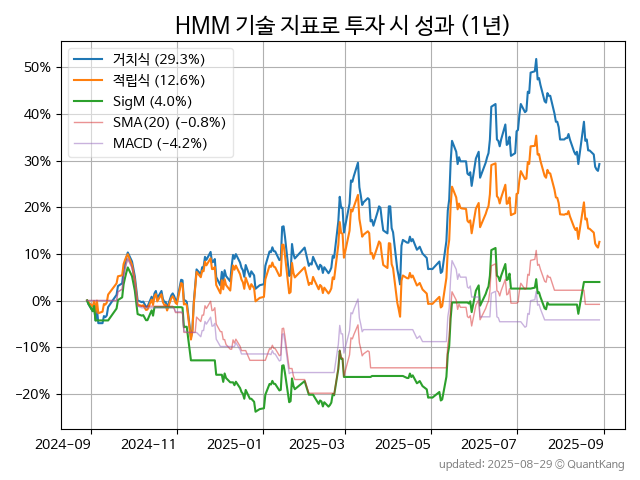 HMM 기술 지표로 투자 시 성과 (1년)
거치식 (29.3%)
적립식 (12.6%)
SigM (4.0%)
SMA(20) (−0.8%)
MACD (−4.2%)
50%
40%
30%
20%
10%
0%
−10%
−20%
2024-09 2024-11 2025-01 2025-03 2025-05 2025-07 2025-09
updated: 2025-08-29 © QuantKang